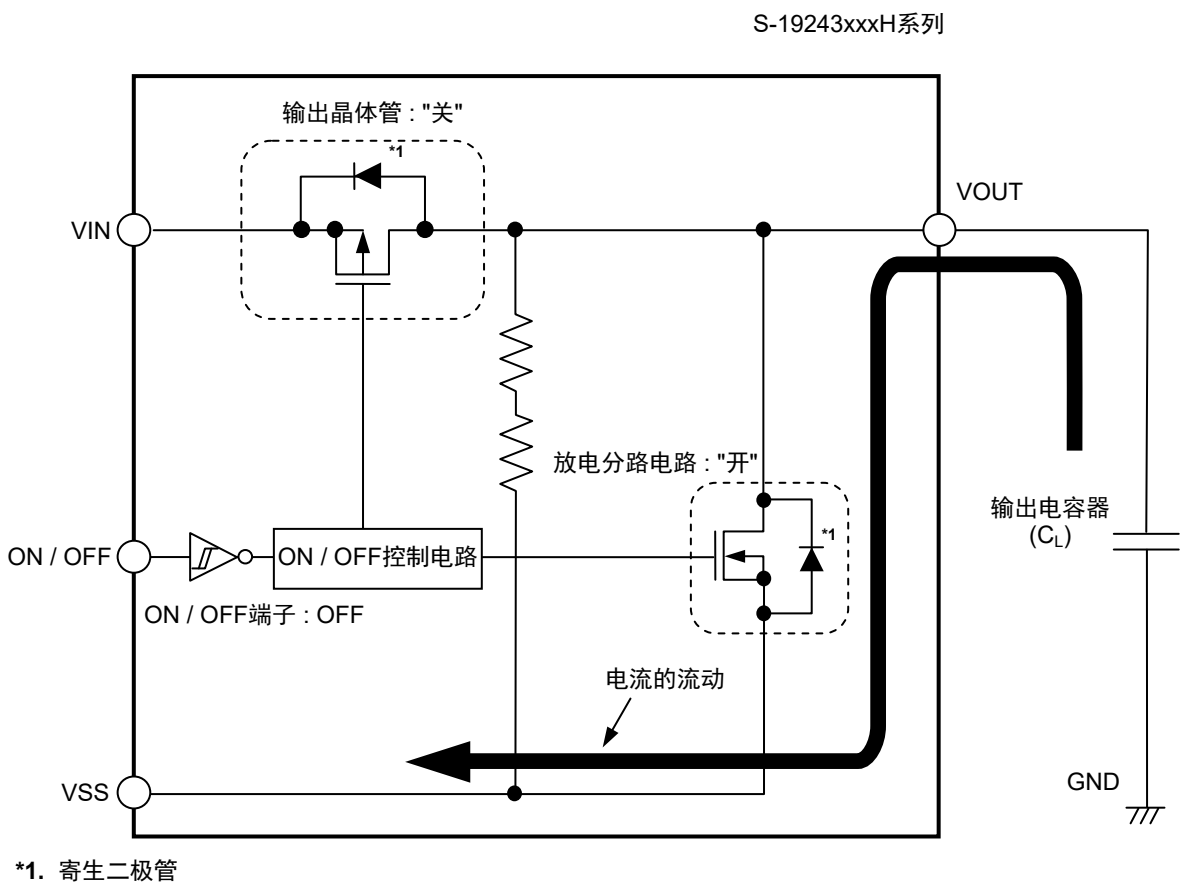 S-19243xxxH系列
输出晶体管 : "关"
*1
VOUT
VIN
放电分路电路 : "开"
*1
输出电容器
(CL)
ON / OFF
ON / OFF控制电路
ON / OFF端子 : OFF
电流的流动
VSS
GND
*1. 寄生二极管